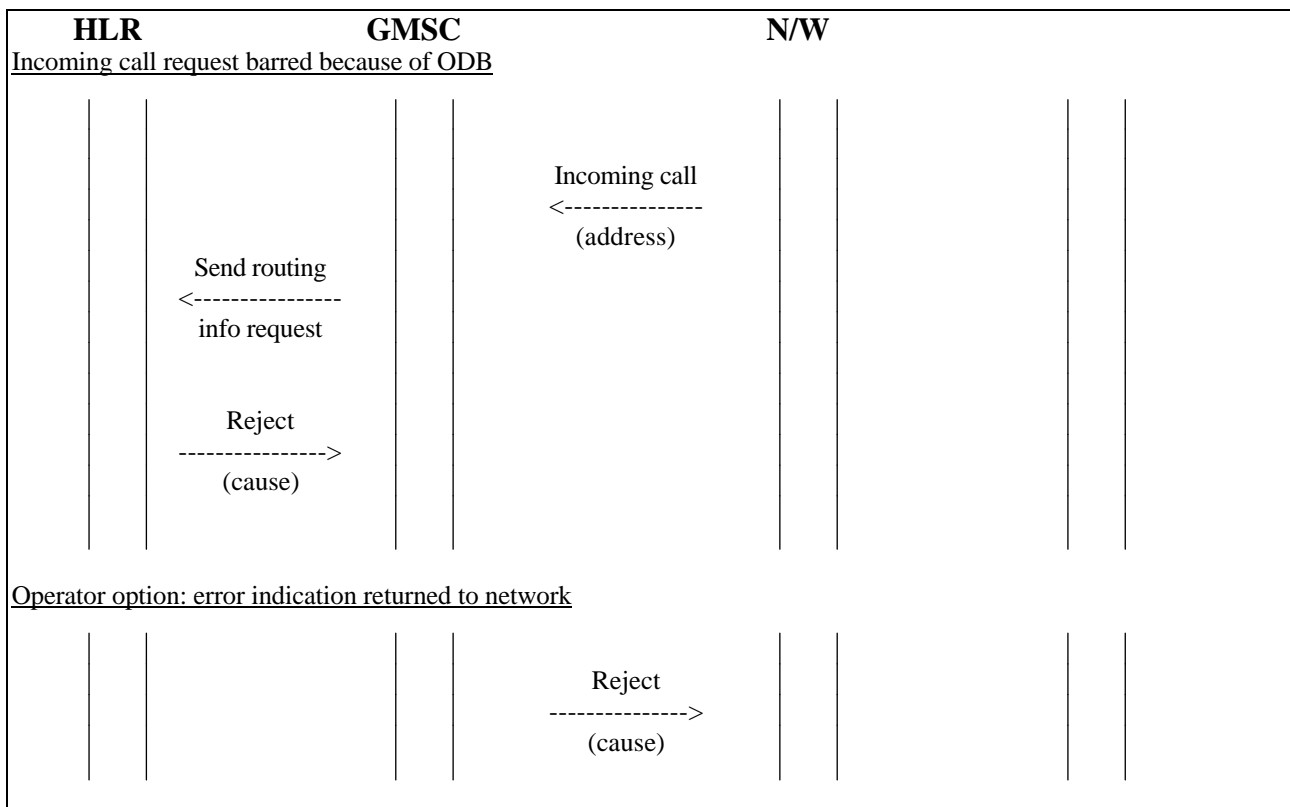 HLR GMSC N/W
Incoming call request barred because of ODB
Incoming call
<---------------
(address)
Send routing
<----------------
info request
Reject
---------------->
(cause)
Operator option: error indication returned to network
Reject
--------------->
(cause)